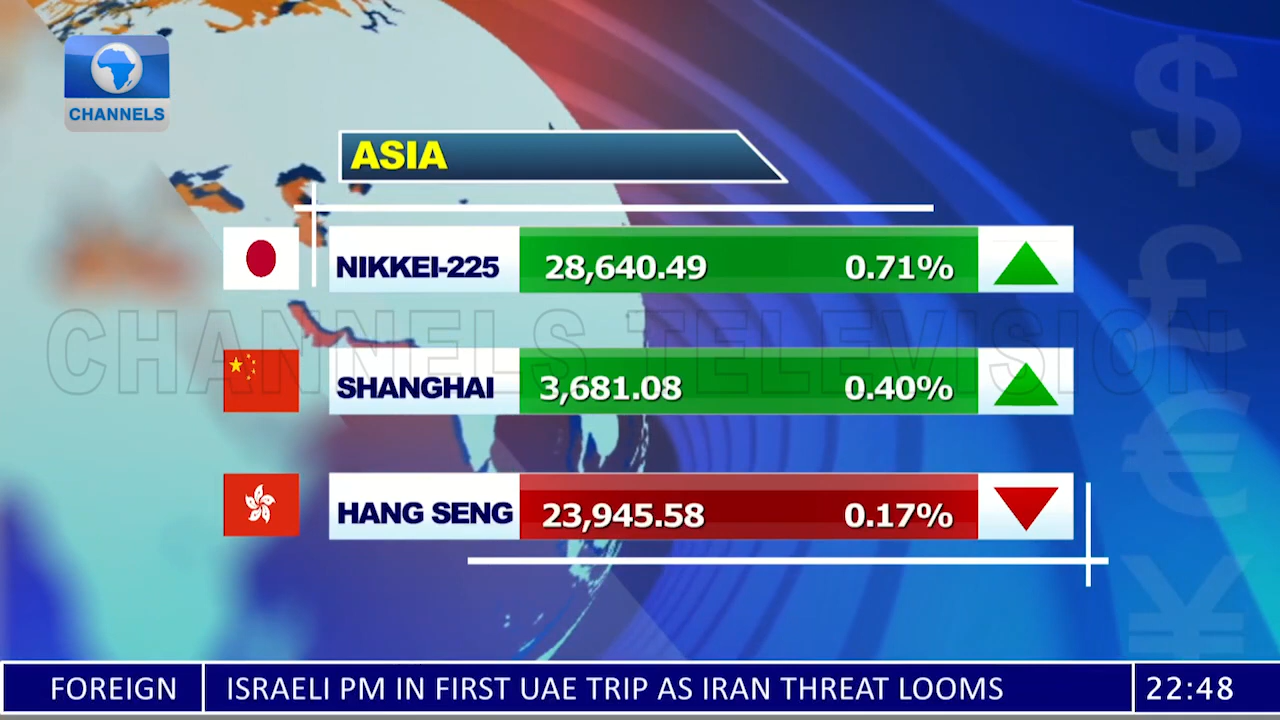 CHANNELS
ASIA
NIKKEI-225 28,640.49 0.71%
CHANNELS TELEVISION
SHANGHAI 3,681.08 0.40%
HANG SENG 23,945.58 0.17%
$
£
€
¥
FOREIGN ISRAELI PM IN FIRST UAE TRIP AS IRAN THREAT LOOMS 22:48